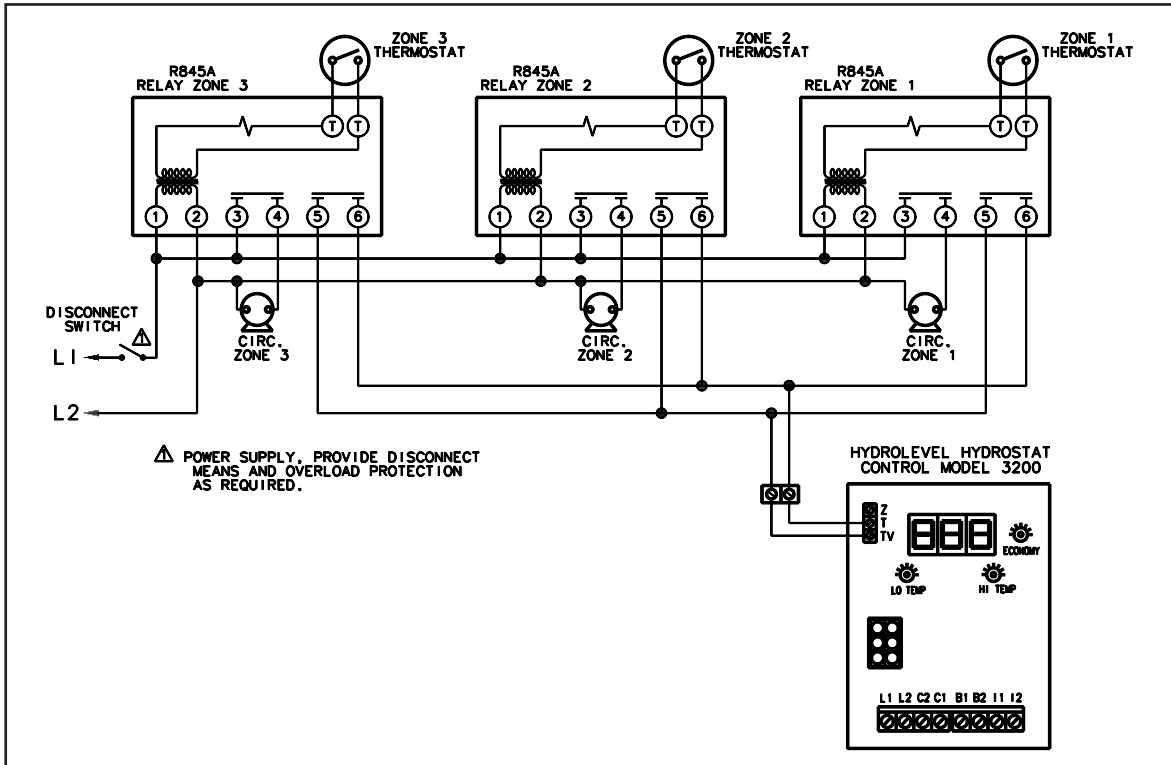 ZONE 3
THERMOSTAT
R845A
RELAY ZONE 3
T T
1 2 3 4 5 6
ZONE 2
THERMOSTAT
R845A
RELAY ZONE 2
T T
1 2 3 4 5 6
ZONE 1
THERMOSTAT
R845A
RELAY ZONE 1
T T
1 2 3 4 5 6
DISCONNECT
SWITCH
L1
L2
CIRC.
ZONE 3
CIRC.
ZONE 2
CIRC.
ZONE 1
POWER SUPPLY. PROVIDE DISCONNECT
MEANS AND OVERLOAD PROTECTION
AS REQUIRED.
HYDROLEVEL HYDROSTAT
CONTROL MODEL 3200
Z
T
TV
888
ECONOMY
LO TEMP
HI TEMP
L1 L2 C2 C1 B1 B2 I1 I2